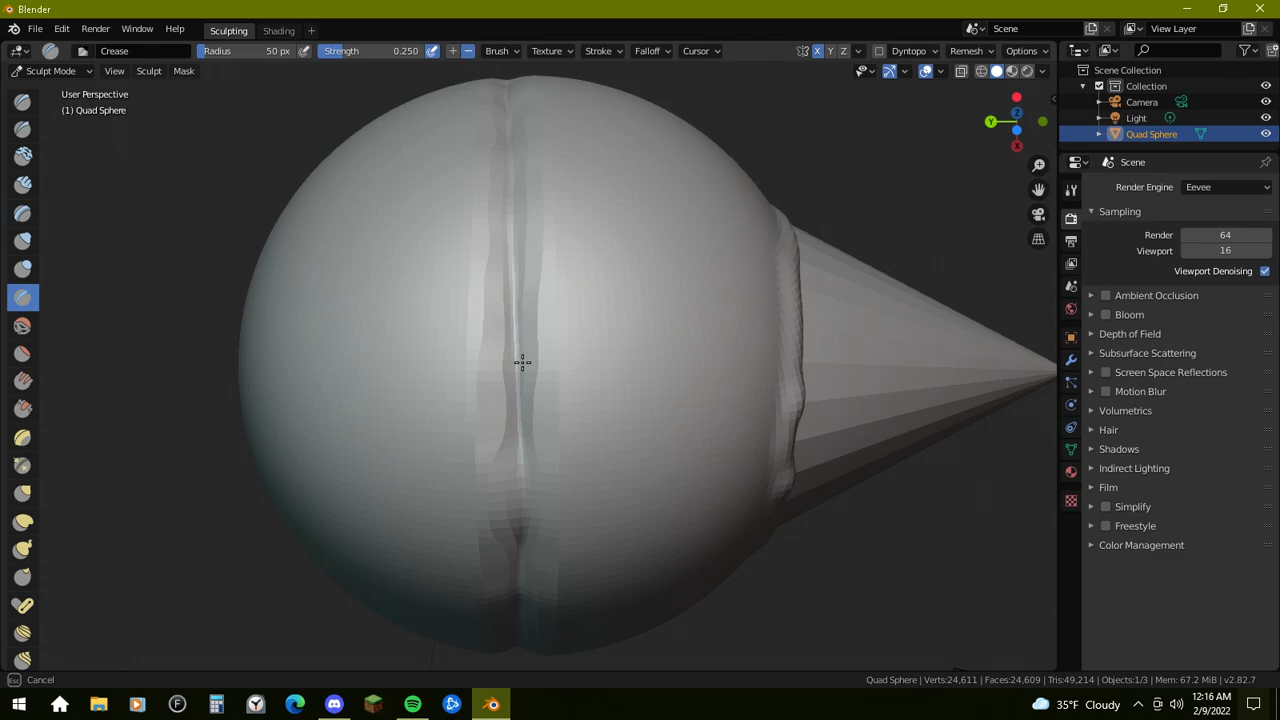 Blender
File Edit Render Window Help Sculpting Shading + Scene View Layer
Crease Radius 50 px Strength 0.250 + − Brush Texture Stroke Falloff Cursor X Y Z Dyntopo Remesh Options
Sculpt Mode View Sculpt Mask
User Perspective
(1) Quad Sphere
Z
Y
X
Scene Collection
Collection
Camera
Light
Quad Sphere
Scene
Render Engine Eevee
Sampling
Render 64
Viewport 16
Viewport Denoising
Ambient Occlusion
Bloom
Depth of Field
Subsurface Scattering
Screen Space Reflections
Motion Blur
Volumetrics
Hair
Shadows
Indirect Lighting
Film
Simplify
Freestyle
Color Management
Esc Cancel Quad Sphere | Verts:24,611 | Faces:24,609 | Tris:49,214 | Objects:1/3 | Mem: 67.2 MiB | v2.82.7
F 35°F Cloudy 12:16 AM
2/9/2022